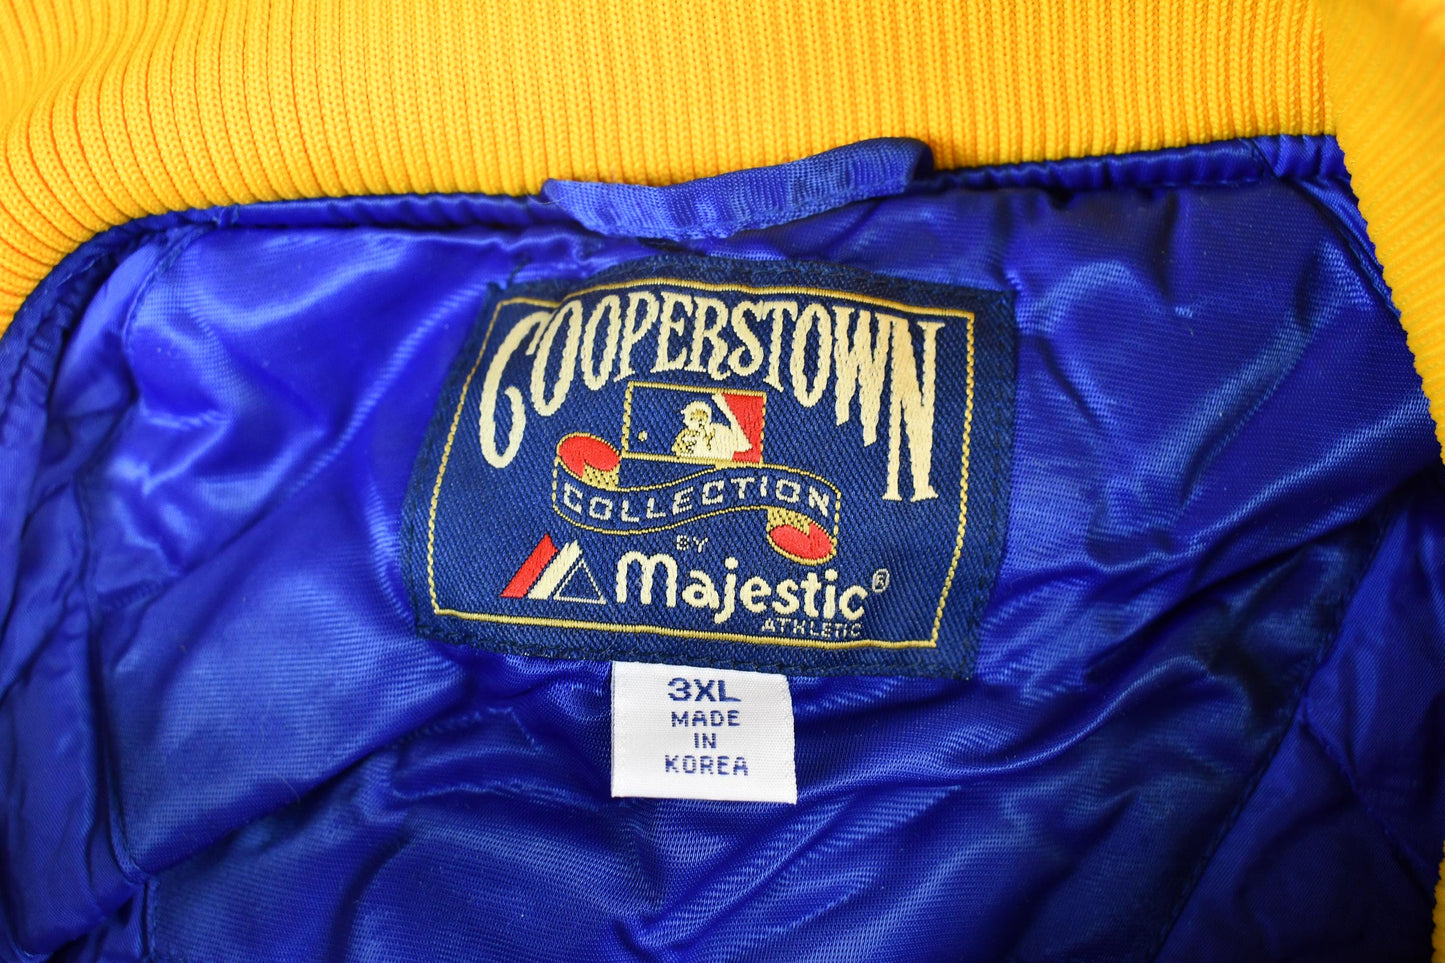 COOPERSTOWN
COLLECTION
BY
Majestic®
ATHLETIC
3XL
MADE
IN
KOREA